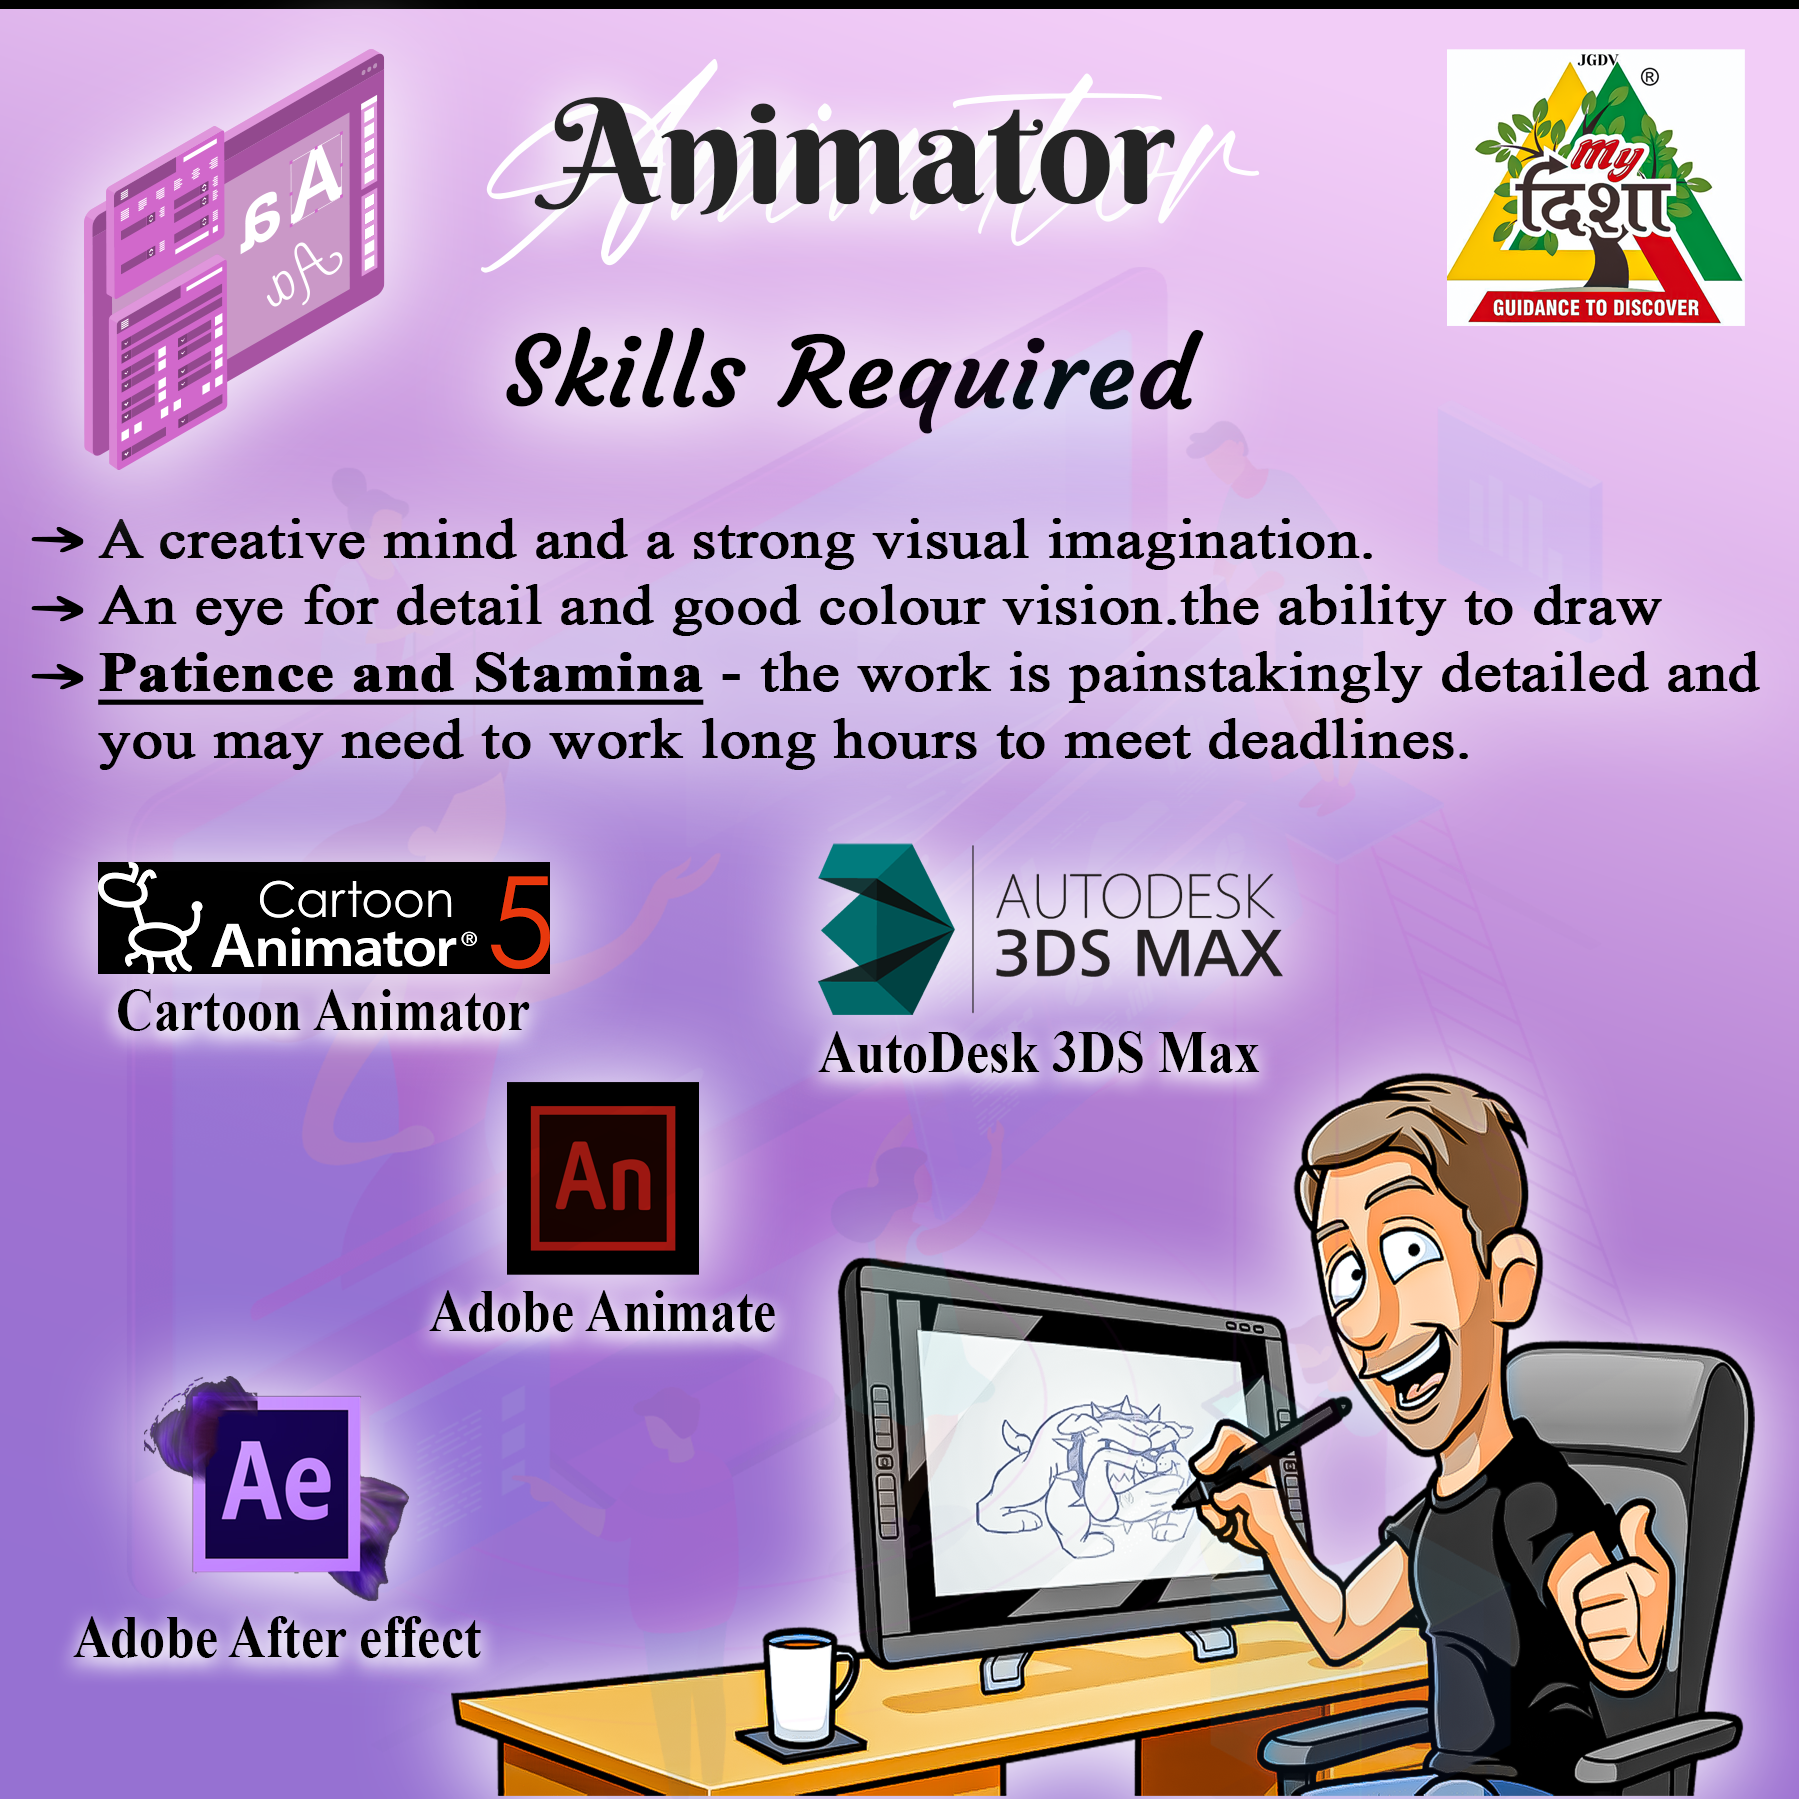 Animator
Animator
Aa
Aa
JGDV
®
My
दिशा
GUIDANCE TO DISCOVER
Skills Required
→ A creative mind and a strong visual imagination.
→ An eye for detail and good colour vision.the ability to draw
→ Patience and Stamina - the work is painstakingly detailed and
you may need to work long hours to meet deadlines.
Cartoon
Animator® 5
Cartoon Animator
AUTODESK
3DS MAX
AutoDesk 3DS Max
An
Adobe Animate
Ae
Adobe After effect